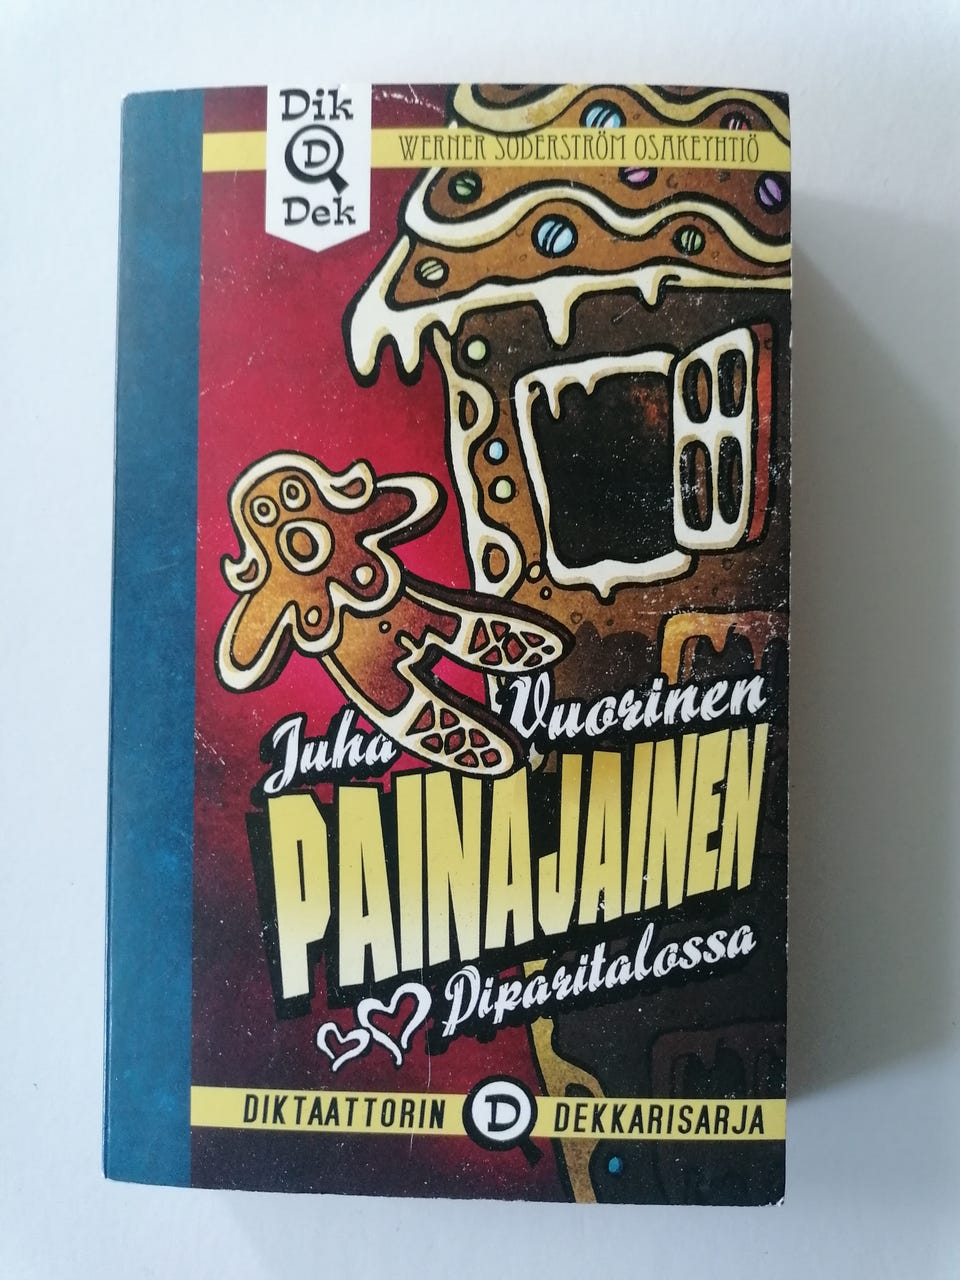 Dik
D
Dek
WERNER SÖDERSTRÖM OSAKEYHTIÖ
Juha Vuorinen
PAINAJAINEN
Piparitalossa
DIKTAATTORIN D DEKKARISARJA